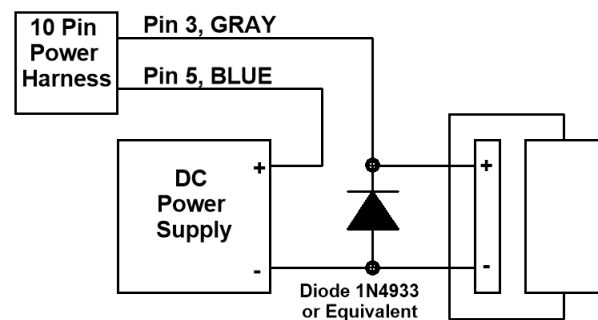 10 Pin
Power
Harness
Pin 3, GRAY
Pin 5, BLUE
DC
Power
Supply
+
-
+
-
Diode 1N4933
or Equivalent